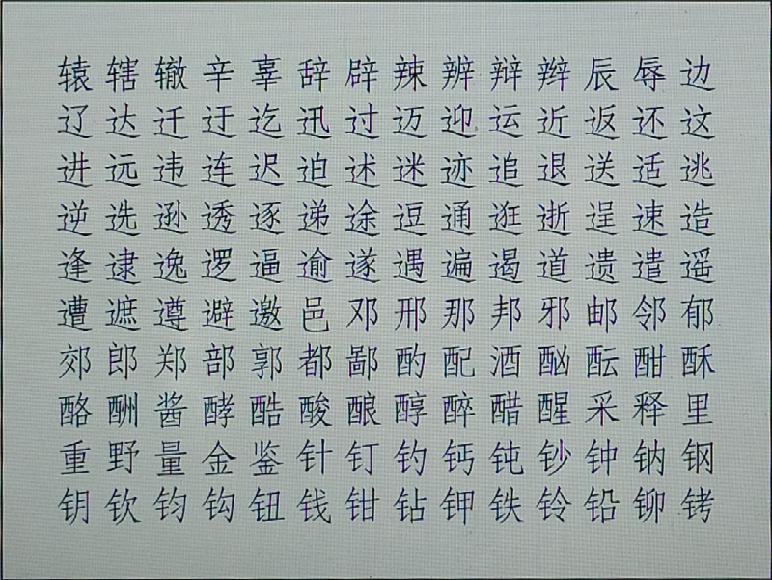 辕辖辙辛辜辞辟辣辨辩辫辰辱边
辽达迁迂迄迅过迈迎运近返还这
进远违连迟迫述迷迹追退送适逃
逆选逊透逐递途逗通逛逝逞速造
逢逮逸逻逼逾遂遇遍遏道遗遣遥
遭遮遵避邀邑邓邢那邦邪邮邻郁
郊郎郑部郭都鄙酌配酒酗酝酣酥
酪酬酱酵酷酸酿醇醉醋醒采释里
重野量金鉴针钉钓钙钝钞钟钠钢
钥钦钧钩钮钱钳钻钾铁铃铅铆铐